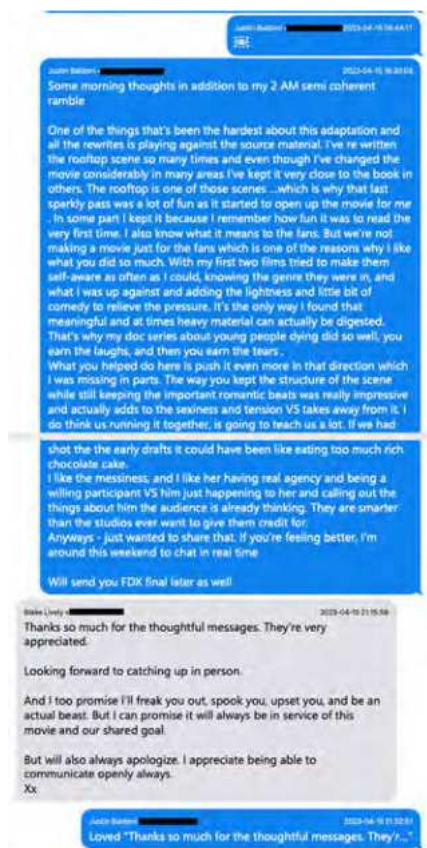 Justin Baldoni
2023-04-15
Justin Baldoni
2023-04-15
Some morning thoughts in addition to my 2 AM semi coherent
ramble
One of the things that's been the hardest about this adaptation and
all the rewrites is playing against the source material. I've re written
the rooftop scene so many times and even though I've changed the
movie considerably in many areas I've kept it very close to the book in
others. The rooftop is one of those scenes ...which is why that last
sparkly pass was a lot of fun as it started to open up the movie for me
. In some part I kept it because I remember how fun it was to read the
very first time. I also know what it means to the fans. But we're not
making a movie just for the fans which is one of the reasons why I like
what you did so much. With my first two films tried to make them
self-aware as often as I could, knowing the genre they were in, and
what I was up against and adding the lightness and little bit of
comedy to relieve the pressure. It's the only way I found that
meaningful and at times heavy material can actually be digested.
That's why my doc series about young people dying did so well, you
earn the laughs, and then you earn the tears .
What you helped do here is push it even more in that direction which
I was missing in parts. The way you kept the structure of the scene
while still keeping the important romantic beats was really impressive
and actually adds to the sexiness and tension VS takes away from it. I
do think us running it together, is going to teach us a lot. If we had
shot the the early drafts it could have been like eating too much rich
chocolate cake.
I like the messiness, and I like her having real agency and being a
willing participant VS him just happening to her and calling out the
things about him the audience is already thinking. They are smarter
than the studios ever want to give them credit for.
Anyways - just wanted to share that. If you're feeling better, I'm
around this weekend to chat in real time
Will send you FDX final later as well
Blake Lively
2023-04-15
Thanks so much for the thoughtful messages. They're very
appreciated.
Looking forward to catching up in person.
And I too promise I'll freak you out, spook you, upset you, and be an
actual beast. But I can promise it will always be in service of this
movie and our shared goal.
But will also always apologize. I appreciate being able to
communicate openly always.
Xx
Justin Baldoni
Loved "Thanks so much for the thoughtful messages. They'r..."